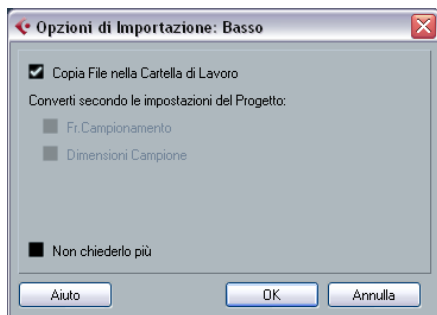 Opzioni di Importazione: Basso
Copia File nella Cartella di Lavoro
Converti secondo le impostazioni del Progetto:
Fr.Campionamento
Dimensioni Campione
Non chiederlo più
Aiuto OK Annulla